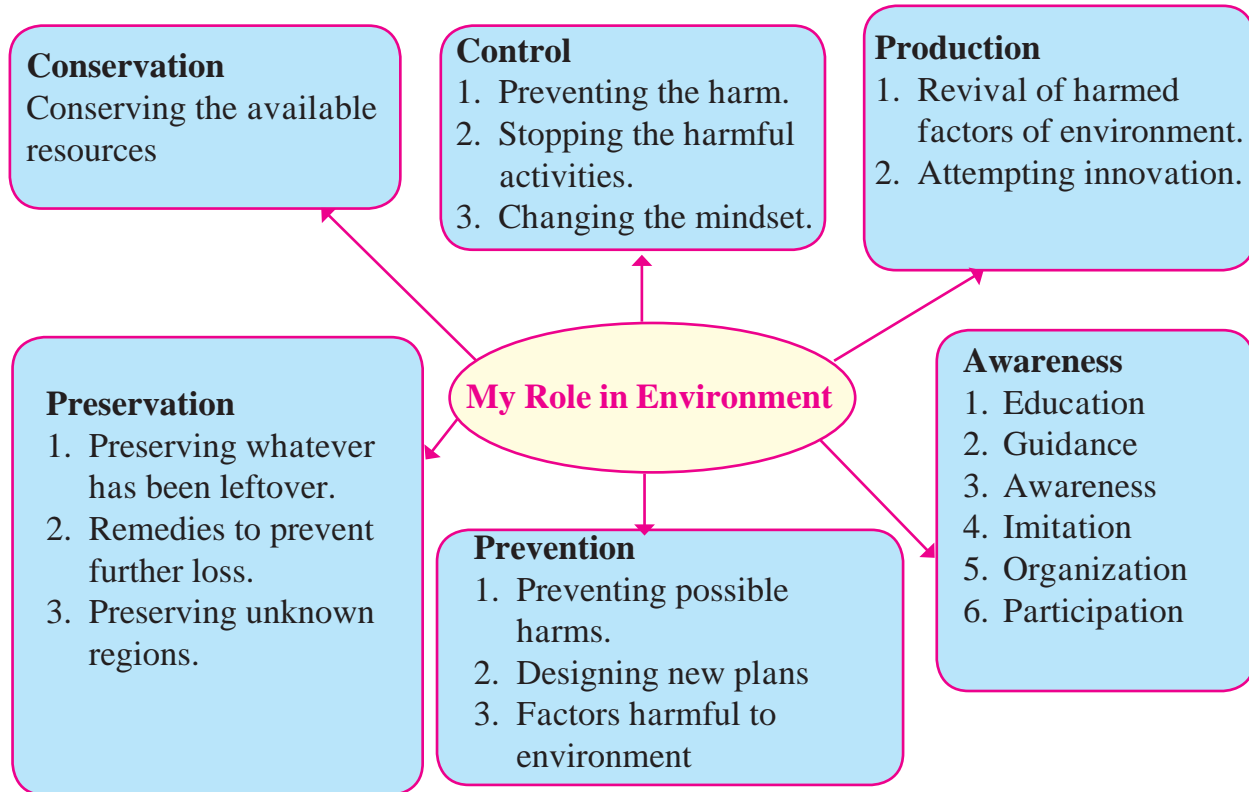 Conservation
Conserving the available
resources
Control
1. Preventing the harm.
2. Stopping the harmful
activities.
3. Changing the mindset.
Production
1. Revival of harmed
factors of environment.
2. Attempting innovation.
My Role in Environment
Preservation
1. Preserving whatever
has been leftover.
2. Remedies to prevent
further loss.
3. Preserving unknown
regions.
Prevention
1. Preventing possible
harms.
2. Designing new plans
3. Factors harmful to
environment
Awareness
1. Education
2. Guidance
3. Awareness
4. Imitation
5. Organization
6. Participation